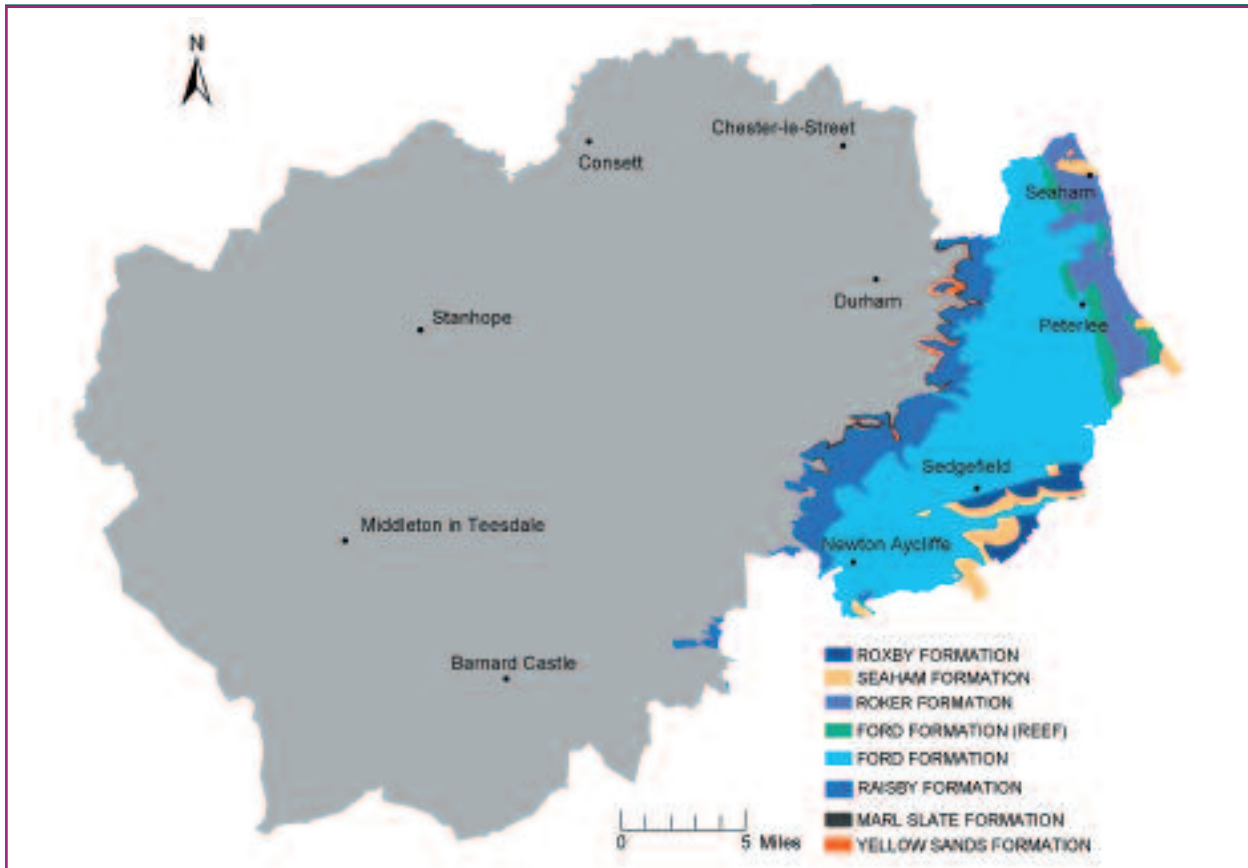 N
Chester-le-Street
Consett
Seaham
Durham
Stanhope
Peterlee
Sedgefield
Middleton in Teesdale
Newton Aycliffe
Barnard Castle
ROXBY FORMATION
SEAHAM FORMATION
ROKER FORMATION
FORD FORMATION (REEF)
FORD FORMATION
RAISBY FORMATION
MARL SLATE FORMATION
YELLOW SANDS FORMATION
0 5 Miles